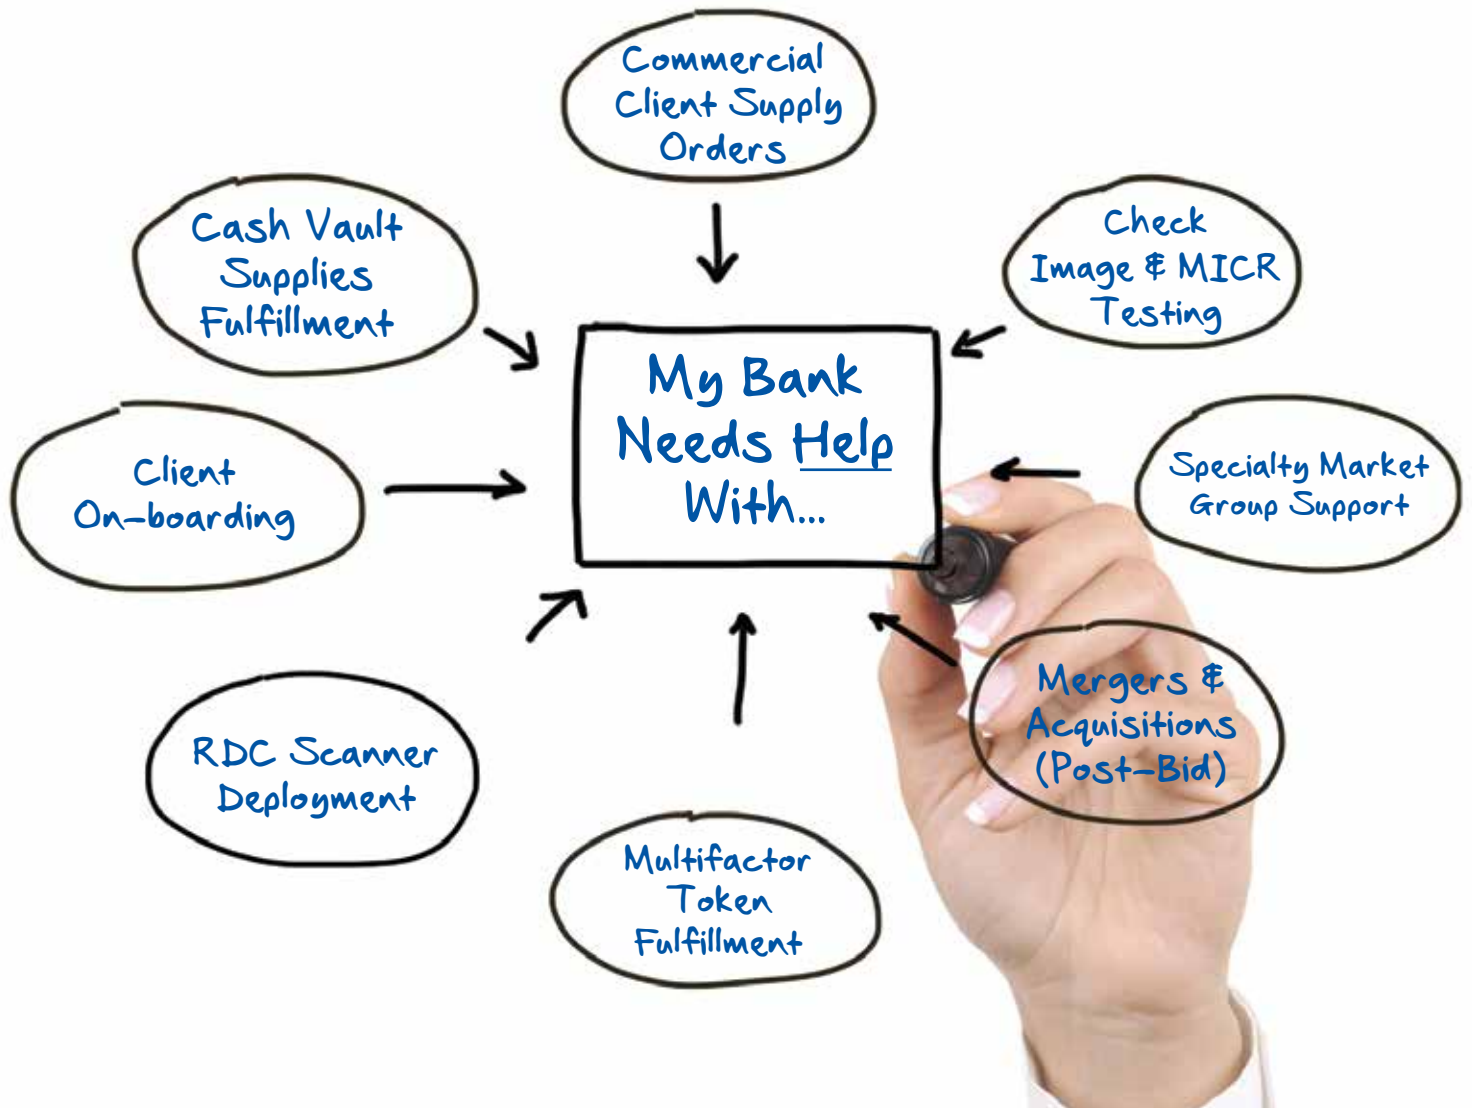 Commercial
Client Supply
Orders
Cash Vault
Supplies
Fulfillment
Check
Image & MICR
Testing
My Bank
Needs Help
With...
Client
On-boarding
Specialty Market
Group Support
RDC Scanner
Deployment
Mergers &
Acquisitions
(Post-Bid)
Multifactor
Token
Fulfillment